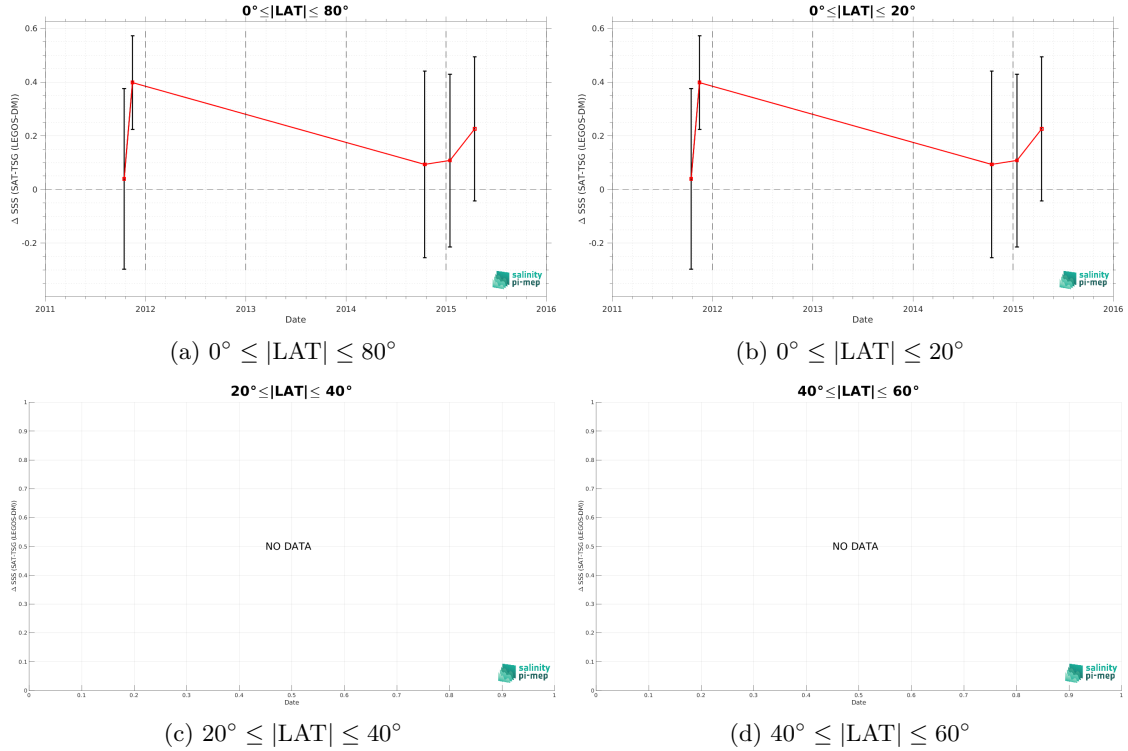 0°≤|LAT|≤ 80°
0.6
0.4
0.2
0
-0.2
Δ SSS (SAT-TSG (LEGOS-DM))
2011 2012 2013 2014 2015 2016
Date
salinity
pi-mep
(a) 0° ≤ |LAT| ≤ 80°
0°≤|LAT|≤ 20°
0.6
0.4
0.2
0
-0.2
Δ SSS (SAT-TSG (LEGOS-DM))
2011 2012 2013 2014 2015 2016
Date
salinity
pi-mep
(b) 0° ≤ |LAT| ≤ 20°
20°≤|LAT|≤ 40°
1
0.9
0.8
0.7
0.6
0.5
0.4
0.3
0.2
0.1
0
Δ SSS (SAT-TSG (LEGOS-DM))
NO DATA
0 0.1 0.2 0.3 0.4 0.5 0.6 0.7 0.8 0.9 1
Date
salinity
pi-mep
(c) 20° ≤ |LAT| ≤ 40°
40°≤|LAT|≤ 60°
1
0.9
0.8
0.7
0.6
0.5
0.4
0.3
0.2
0.1
0
Δ SSS (SAT-TSG (LEGOS-DM))
NO DATA
0 0.1 0.2 0.3 0.4 0.5 0.6 0.7 0.8 0.9 1
Date
salinity
pi-mep
(d) 40° ≤ |LAT| ≤ 60°